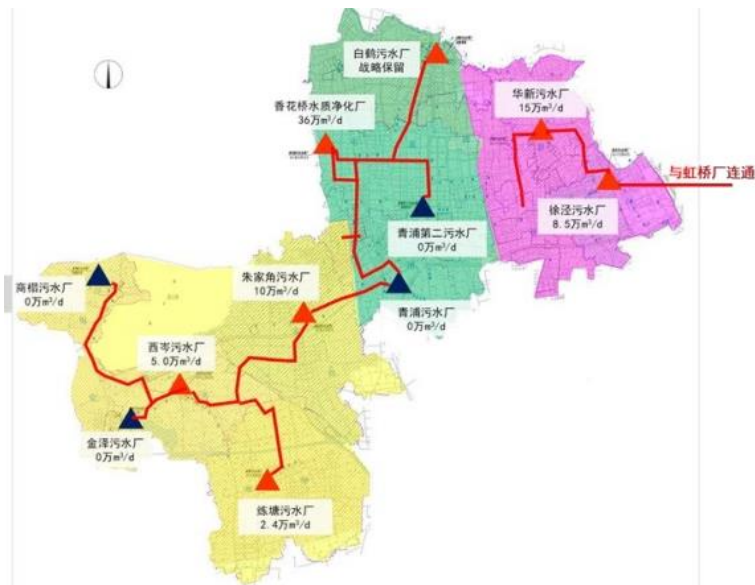 白鹤污水厂
战略保留
华新污水厂
15万m³/d
香花桥水质净化厂
36万m³/d
与虹桥厂连通
徐泾污水厂
8.5万m³/d
青浦第二污水厂
0万m³/d
朱家角污水厂
10万m³/d
商榻污水厂
0万m³/d
青浦污水厂
0万m³/d
西岑污水厂
5.0万m³/d
金泽污水厂
0万m³/d
练塘污水厂
2.4万m³/d